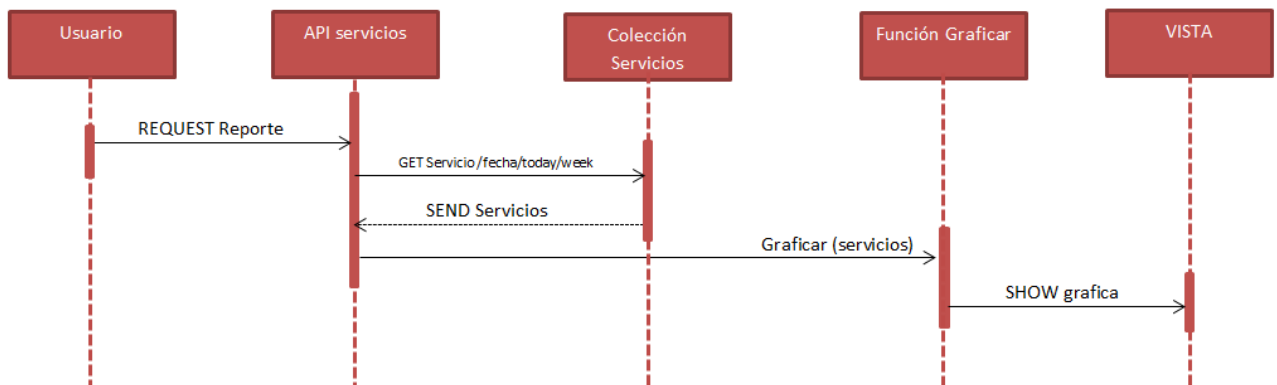 Usuario
API servicios
Colección
Servicios
Función Graficar
VISTA
REQUEST Reporte
GET Servicio/fecha/today/week
SEND Servicios
Graficar (servicios)
SHOW grafica